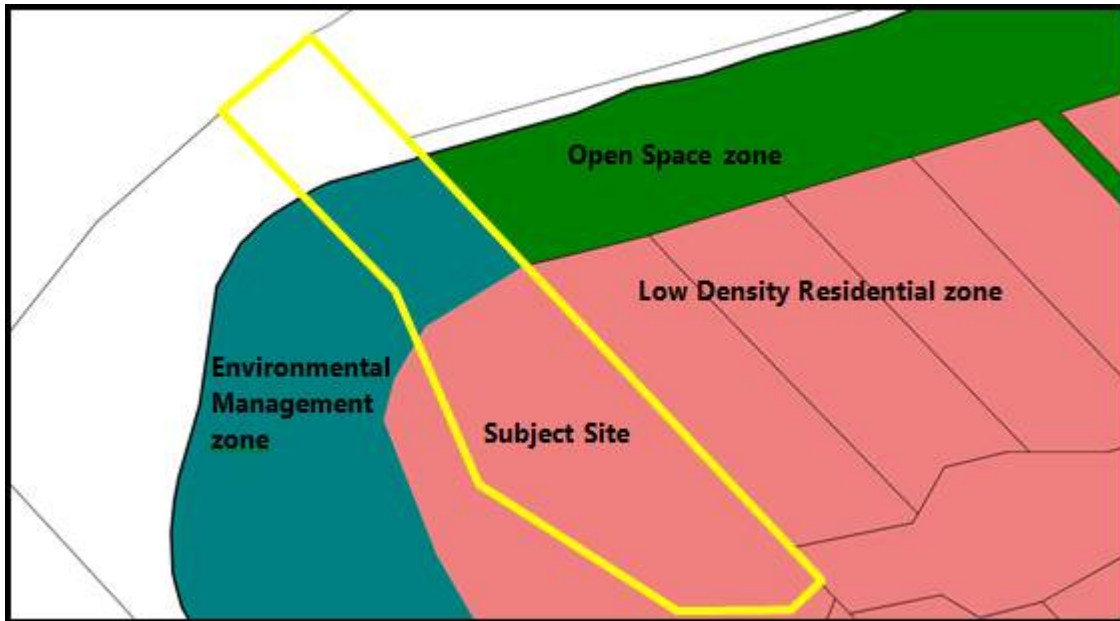 Open Space zone
Low Density Residential zone
Environmental
Management
zone
Subject Site